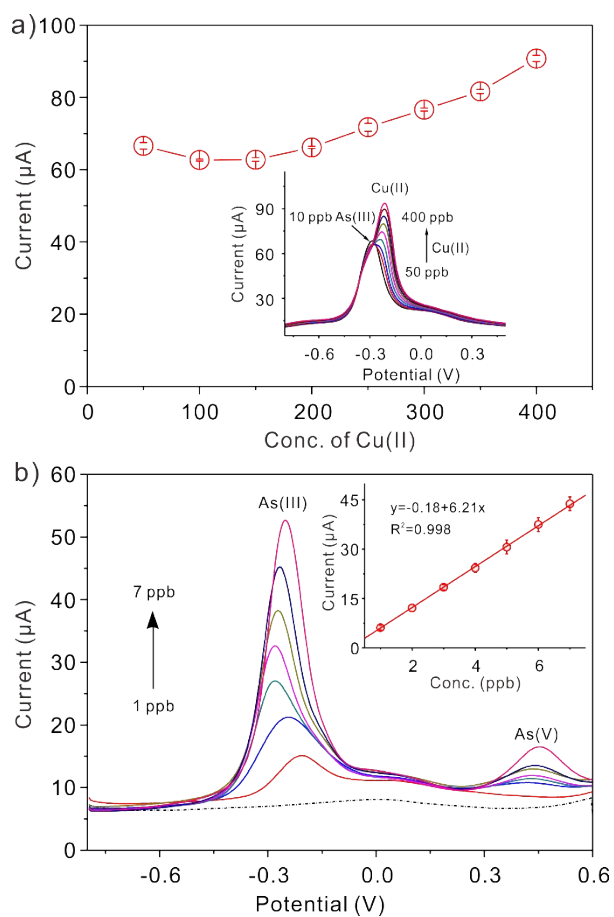 a)
100
80
60
40
20
0
Current (μA)
0
100
200
300
400
Conc. of Cu(II)
Cu(II)
10 ppb As(III)
400 ppb
Cu(II)
50 ppb
90
60
30
Current (μA)
-0.6
-0.3
0.0
0.3
Potential (V)
b)
60
50
40
30
20
10
0
Current (μA)
As(III)
7 ppb
1 ppb
As(V)
-0.6
-0.3
0.0
0.3
0.6
Potential (V)
y=-0.18+6.21x
R²=0.998
45
30
15
Current (μA)
2
4
6
Conc. (ppb)